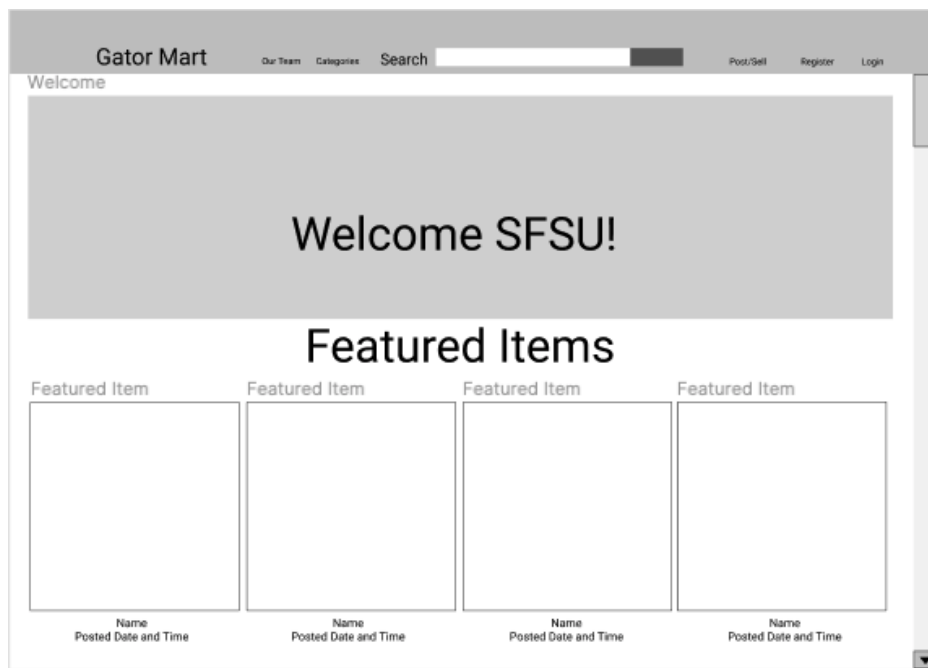 Gator Mart Our Team Categories Search Post/Sell Register Login
Welcome
Welcome SFSU!
Featured Items
Featured Item Featured Item Featured Item Featured Item
Name Name Name Name
Posted Date and Time Posted Date and Time Posted Date and Time Posted Date and Time